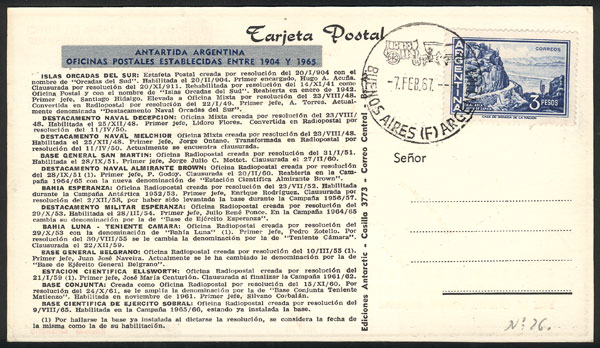 Tarjeta Postal
ANTARTIDA ARGENTINA
OFICINAS POSTALES ESTABLECIDAS ENTRE 1904 Y 1965
ISLAS ORCADAS DEL SUR: Estafeta Postal creada por resolución del 20/I/904 con el
nombre de "Orcadas del Sud". Habilitada el 20/II/904. Primer encargado, Hugo A. Acuña.
Clausurada por resolución del 20/XI/911. Rehabilitación por resolución del 14/XI/941 como
Oficina Postal y con el nombre de "Islas Orcadas del Sud". Reabierta en enero de 1942.
Primer jefe, Santiago Hidalgo. Elevada a Oficina Mixta por resolución del 23/VIII/48.
Convertida en Radiopostal por resolución del 22/I/49. Primer jefe, A. Torres. Actual-
mente denominada "Destacamento Naval Orcadas del Sur".
DESTACAMENTO NAVAL DECEPCION: Oficina Mixta creada por resolución del 23/VIII/
48. Habilitada el 25/XII/48. Primer jefe, Lidoro Flores. Convertida en Radiopostal por
resolución del 11/IV/50.
DESTACAMENTO NAVAL MELCHIOR Oficina Mixta creada por resolución del 23/VIII/48.
Habilitada el 25/XII/48. Primer jefe, Jorge Ontano. Transformada en Radiopostal por
resolución del 11/IV/50. Actualmente se encuentra clausurada.
BASE GENERAL SAN MARTIN: Oficina Radiopostal creada por resolución del 31/I/51.
Habilitada el 28/IX/51. Primer jefe, Jorge Julio C. Mottet. Clausurada el 27/II/60.
DESTACAMENTO NAVAL ALMIRANTE BROWN: Oficina Radiopostal creada por resolución
del 28/IX/51 (1). Primer jefe, P. Godoy. Clausurada el 20/II/60. Reabierta en la Cam-
paña 1964/65 con la nueva denominación de "Estación Científica Almirante Brown".
BAHIA ESPERANZA: Oficina Radiopostal creada por resolución del 23/VII/52. Habilitada
durante la Campaña Antártica 1952/53. Primer jefe, Enrique Rodríguez. Clausurada por
resolución del 2/XII/55, por haber sido levantada la base durante la Campaña 1956/57.
DESTACAMENTO MILITAR ESPERANZA: Oficina Radiopostal creada por resolución del
29/X/53. Habilitada el 28/III/54. Primer jefe, Julio René Ponce. En la Campaña 1964/65
cambia su denominación por la de "Base de Ejército Esperanza".
BAHIA LUNA - TENIENTE CAMARA: Oficina Radiopostal creada por resolución del
29/X/53 con la denominación de "Bahía Luna" (1). Primer jefe, Pedro Zotello. Por
resolución del 30/VIII/55 se le cambia la denominación por la de "Teniente Cámara".
Clausurada el 22/XII/59.
BASE GENERAL BELGRANO: Oficina Radiopostal creada por resolución del 10/III/55 (1).
Primer jefe, Juan José Naveira. Actualmente se le ha cambiado le denominación por la de
"Base de Ejército General Belgrano".
ESTACION CIENTIFICA ELLSWORTH: Oficina Radiopostal creada por resolución del
21/I/59 (1). Primer jefe, José María Centurión. Clausurada al finalizar la Campaña 1961/62.
BASE CONJUNTA: Creada como Oficina Radiopostal por resolución del 15/XI/60. Por
resolución del 24/X/61, se le amplía la denominación por la de "Base Conjunta Teniente
Matienzo". Habilitada en noviembre de 1961. Primer jefe, Silvano Corbalán.
BASE CIENTIFICA DE EJERCITO SOBRAL: Oficina Radiopostal creada por resolución del
9/VIII/65. Habilitada en la Campaña 1965/66, estando ya instalada la base.
(1) Por hallarse la base ya instalada al dictarse la resolución, se considera la fecha de
la misma como la de su habilitación.
Ediciones Antarctic - Casilla 3773 - Correo Central
-7.FEB.67.
BUENOS AIRES (F) ARG
CORREOS
ARGENTINA
3
PESOS
Señor
Nº 26.